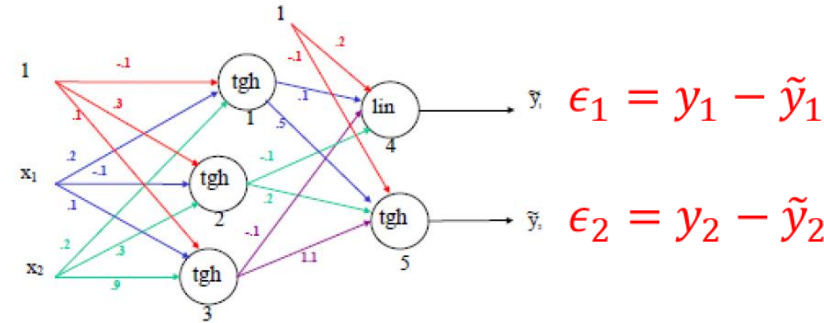 1
1
-.1
.2
-.1
tgh
1
.1
lin
4
ỹ₁
ϵ₁ = y₁ − ỹ₁
.3
.1
.5
x₁
.2
-.1
.1
tgh
2
-.1
.2
tgh
5
ỹ₂
ϵ₂ = y₂ − ỹ₂
x₂
.2
.3
.9
tgh
3
-.1
1.1